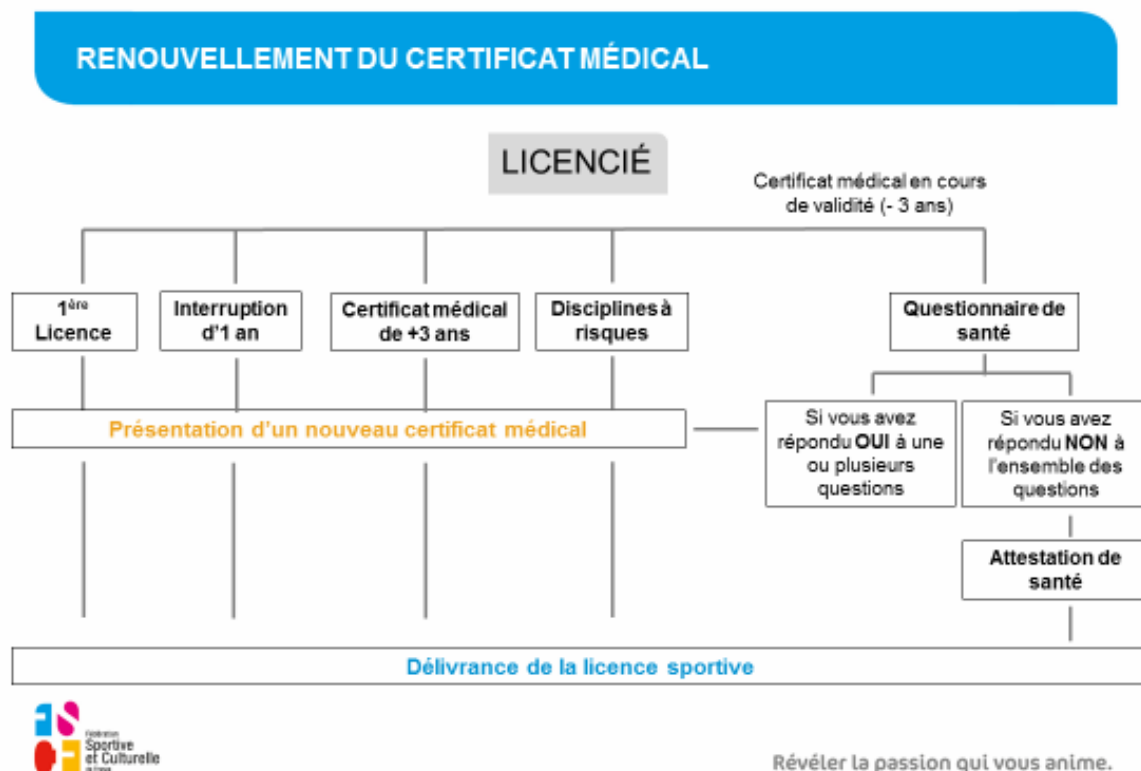 RENOUVELLEMENT DU CERTIFICAT MÉDICAL
LICENCIÉ
Certificat médical en cours
de validité (- 3 ans)
1ère
Licence
Interruption
d'1 an
Certificat médical
de +3 ans
Disciplines à
risques
Questionnaire de
santé
Présentation d'un nouveau certificat médical
Si vous avez
répondu OUI à une
ou plusieurs
questions
Si vous avez
répondu NON à
l'ensemble des
questions
Attestation de
santé
Délivrance de la licence sportive
FSCF
Fédération
Sportive
et Culturelle
Révéler la passion qui vous anime.